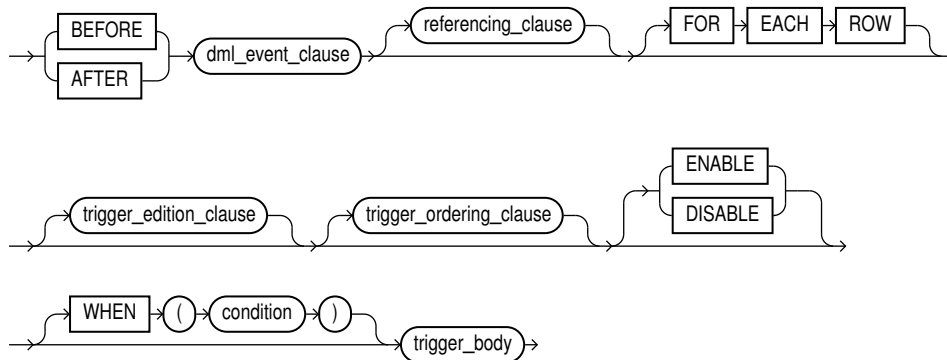 BEFORE
AFTER
dml_event_clause
referencing_clause
FOR EACH ROW
trigger_edition_clause
trigger_ordering_clause
ENABLE
DISABLE
WHEN ( condition )
trigger_body